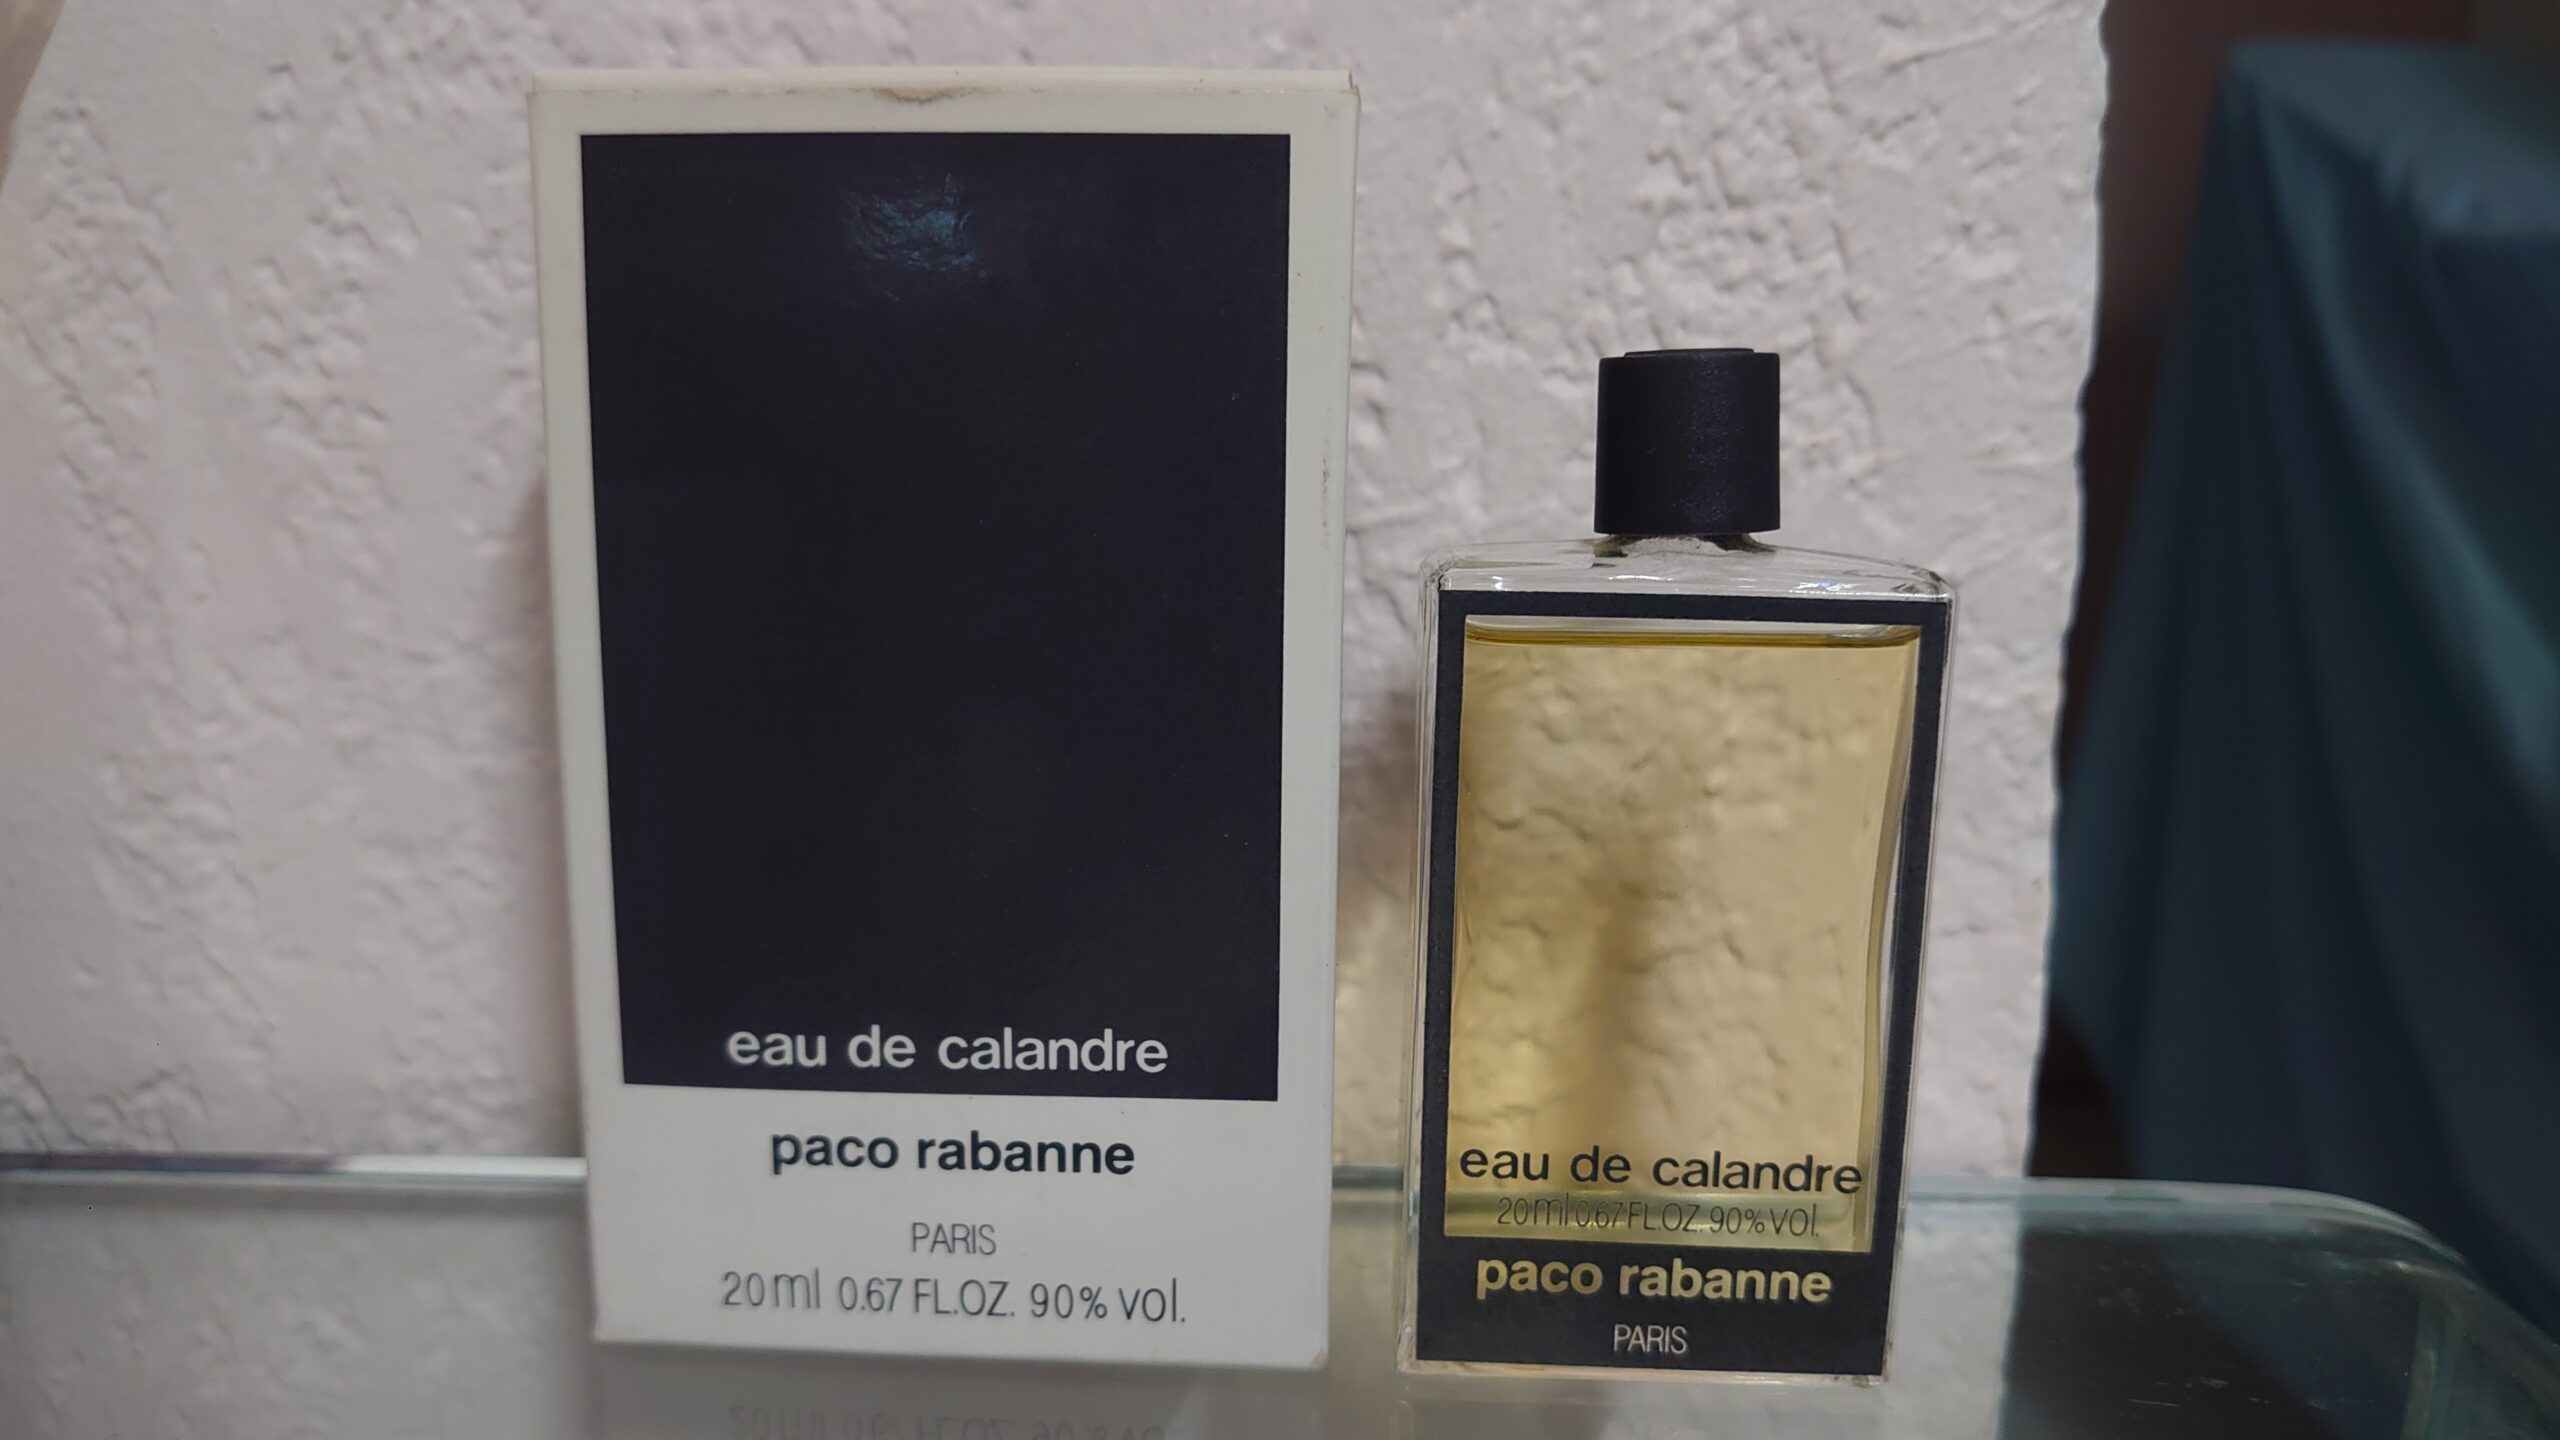 eau de calandre
paco rabanne
PARIS
20ml 0.67 FL.OZ. 90% vol.
eau de calandre
20ml 0.67 FL.OZ. 90% vol.
paco rabanne
PARIS